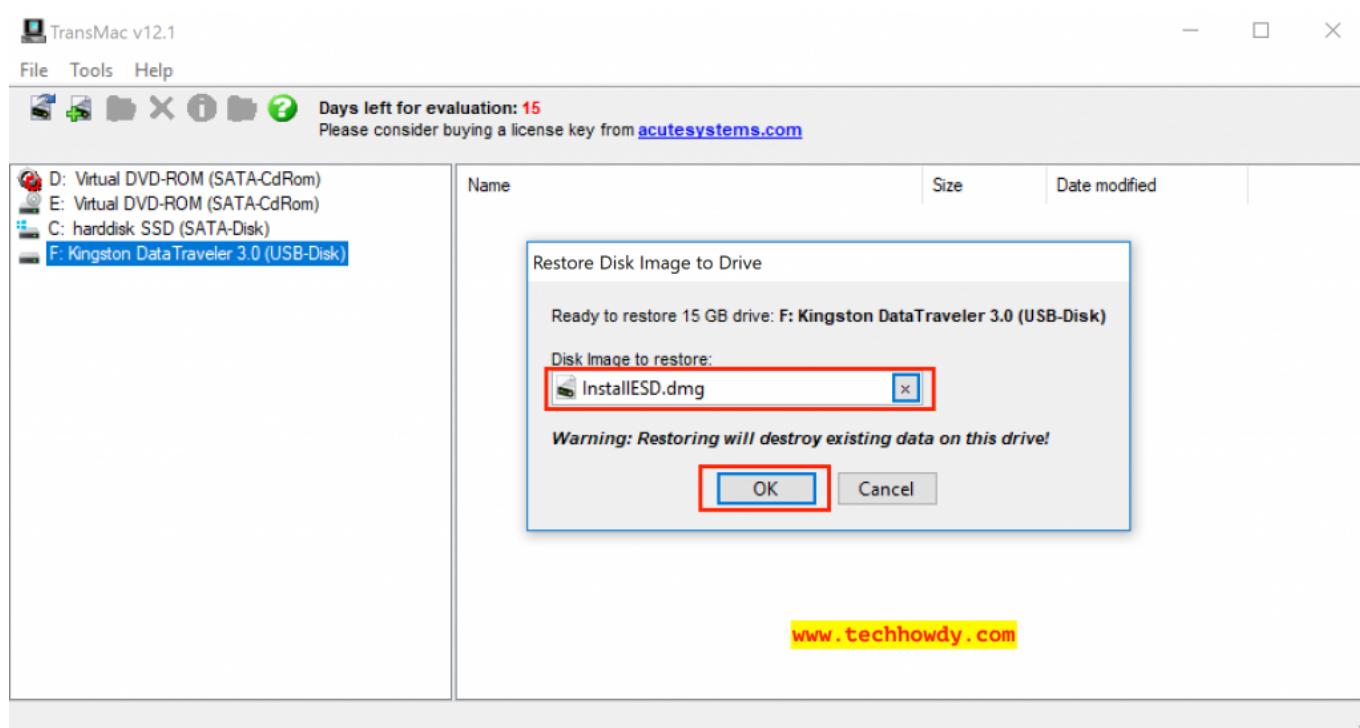 TransMac v12.1
File Tools Help
Days left for evaluation: 15
Please consider buying a license key from acutesystems.com
D: Virtual DVD-ROM (SATA-CdRom)
E: Virtual DVD-ROM (SATA-CdRom)
C: harddisk SSD (SATA-Disk)
F: Kingston DataTraveler 3.0 (USB-Disk)
Name Size Date modified
Restore Disk Image to Drive
Ready to restore 15 GB drive: F: Kingston DataTraveler 3.0 (USB-Disk)
Disk Image to restore:
InstallESD.dmg
Warning: Restoring will destroy existing data on this drive!
OK Cancel
www.techhowdy.com